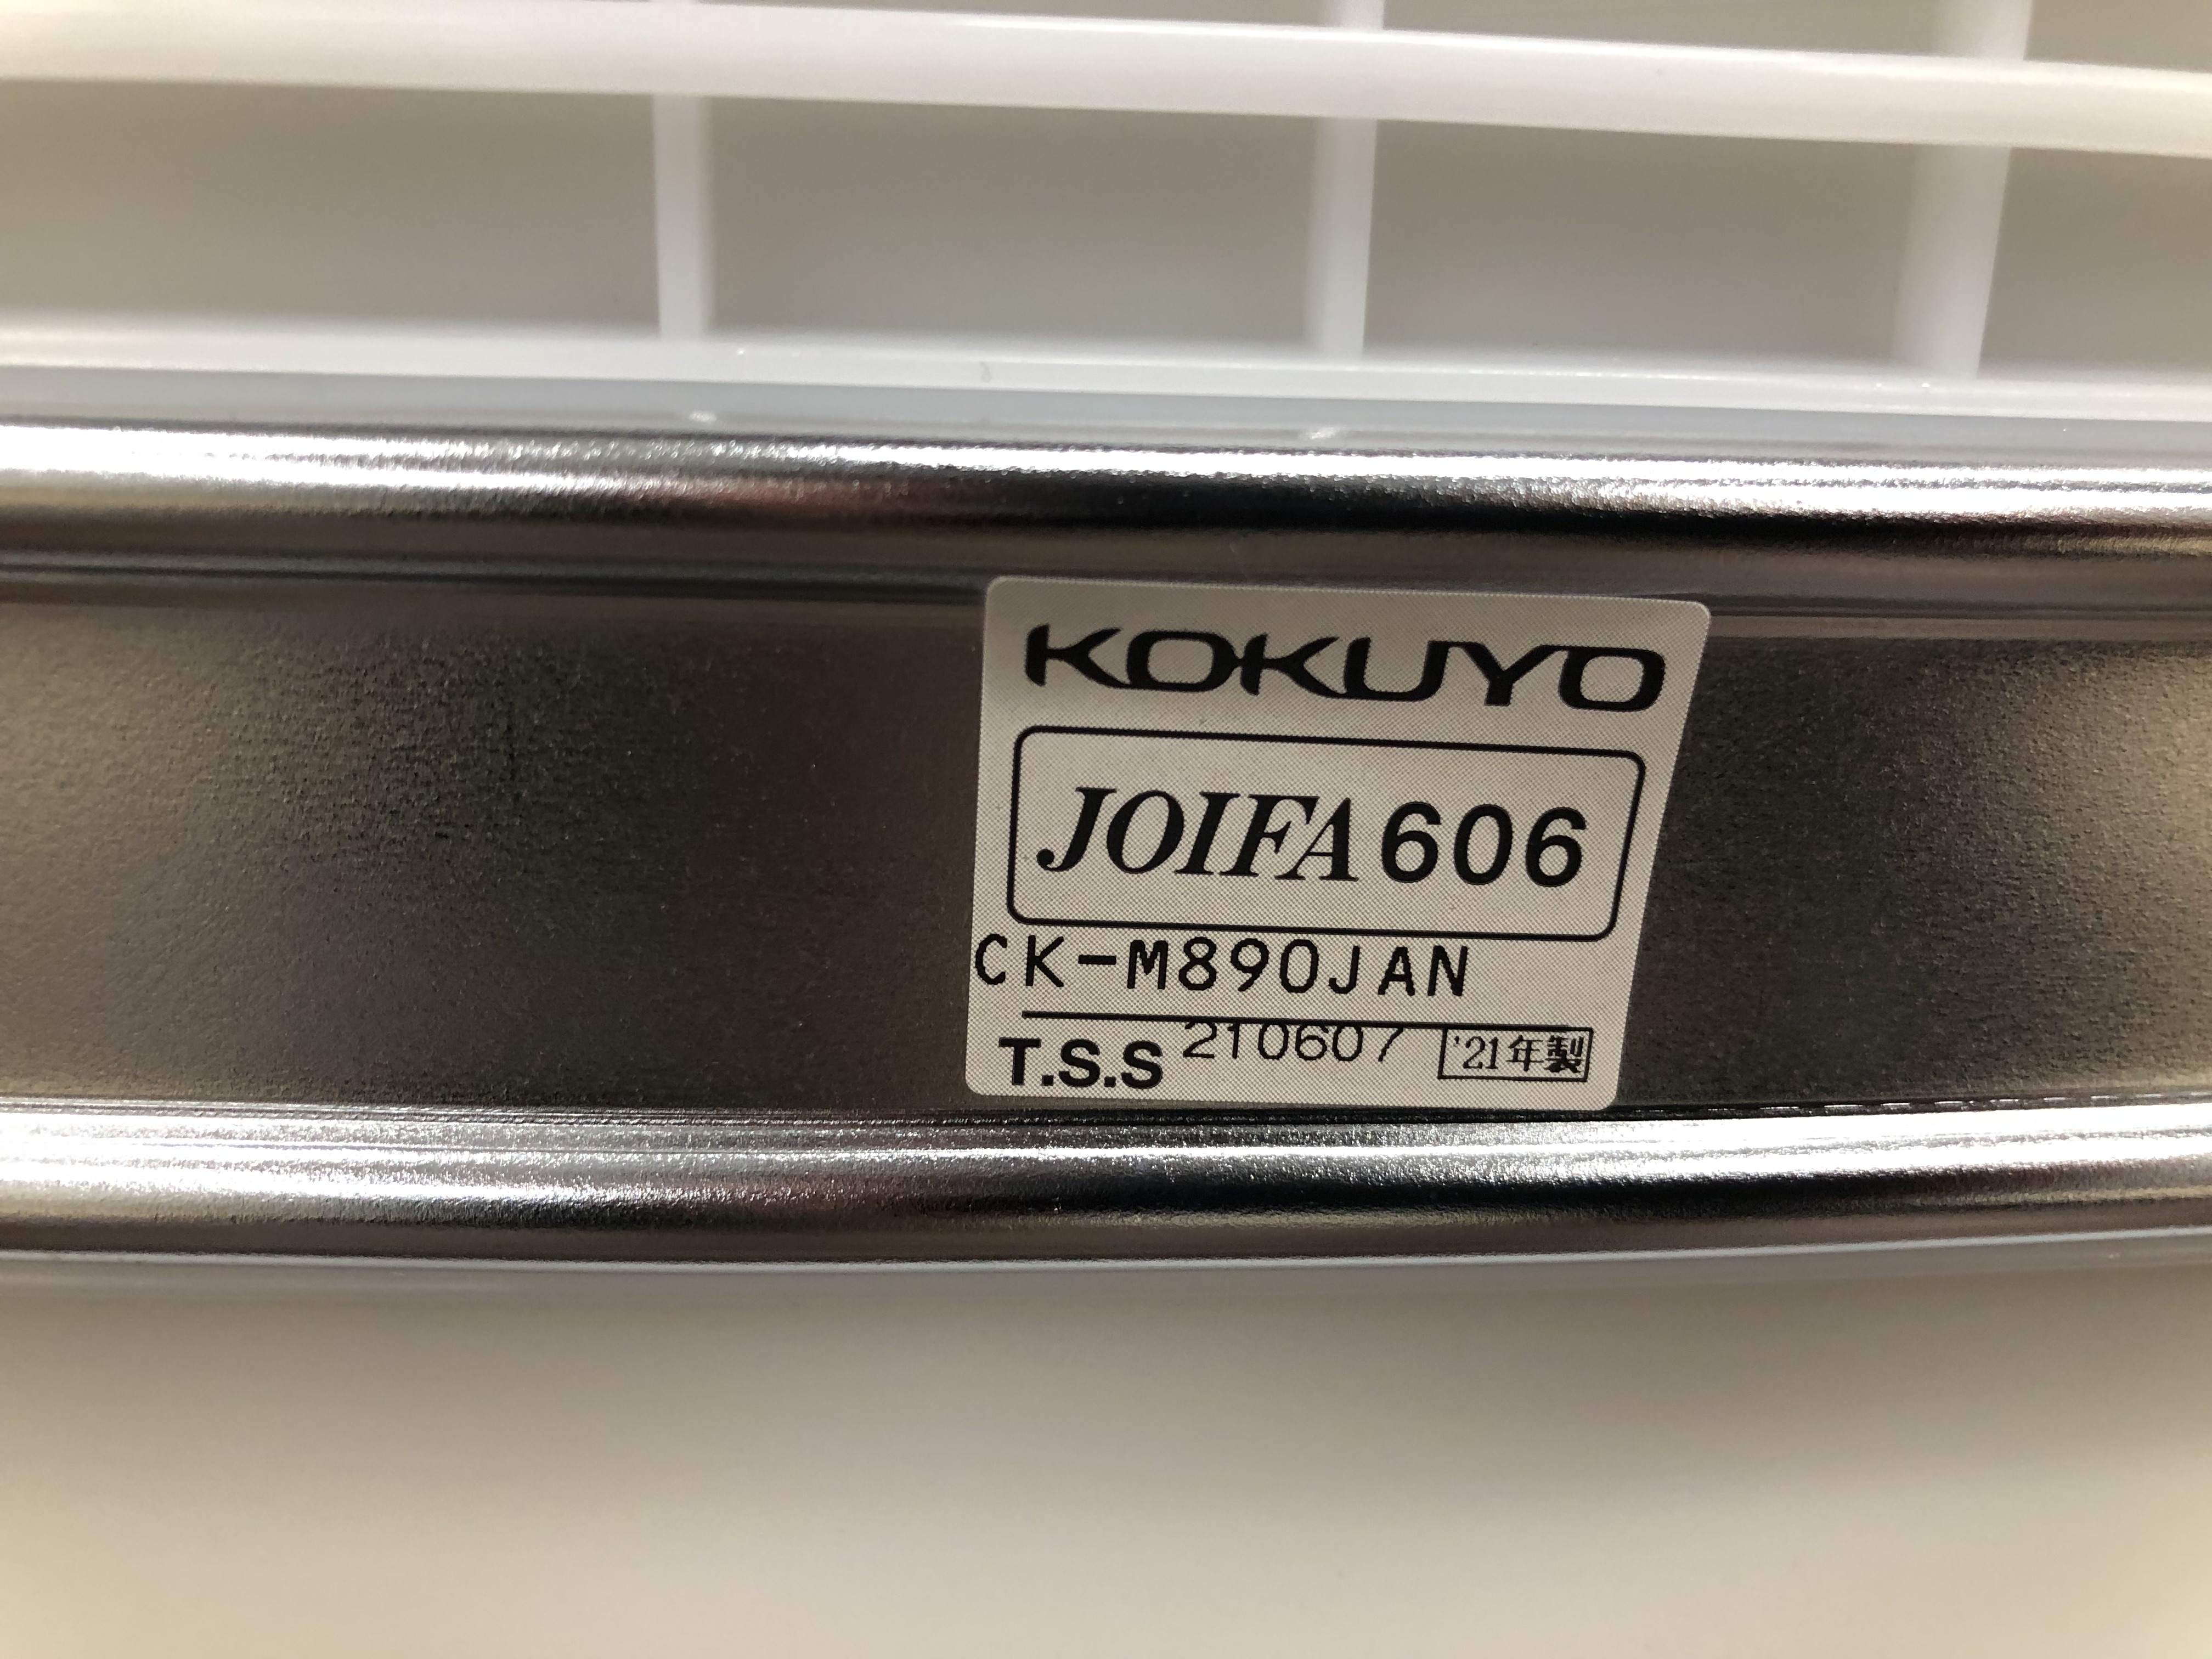 KOKUYO
JOIFA 606
CK-M890JAN
T.S.S 210607 '21年製